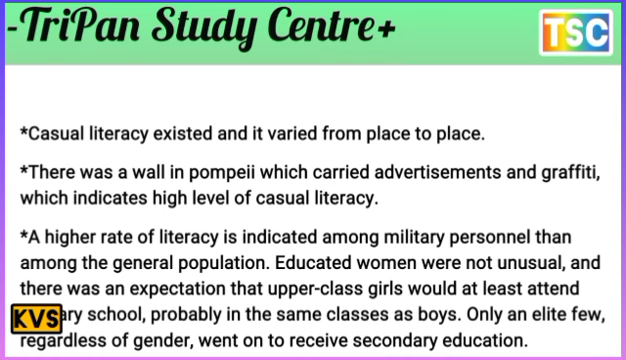 -TriPan Study Centre+
TSC
*Casual literacy existed and it varied from place to place.
*There was a wall in pompeii which carried advertisements and graffiti,
which indicates high level of casual literacy.
*A higher rate of literacy is indicated among military personnel than
among the general population. Educated women were not unusual, and
there was an expectation that upper-class girls would at least attend
KVS school, probably in the same classes as boys. Only an elite few,
regardless of gender, went on to receive secondary education.